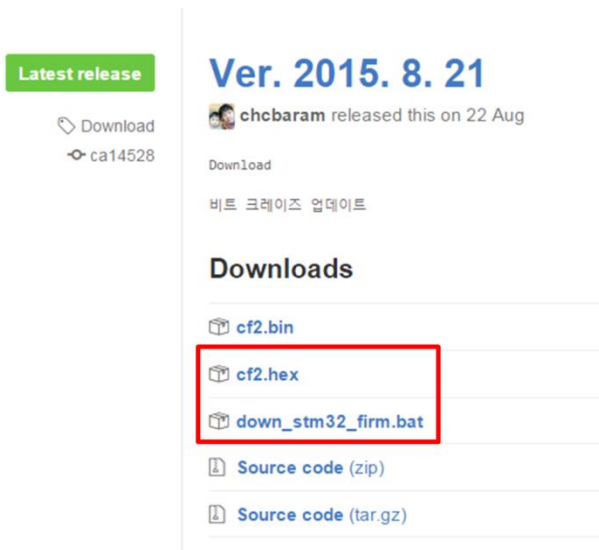 Latest release
Download
ca14528
Ver. 2015. 8. 21
chcbaram released this on 22 Aug
Download
비트 크레이즈 업데이트
Downloads
cf2.bin
cf2.hex
down_stm32_firm.bat
Source code (zip)
Source code (tar.gz)